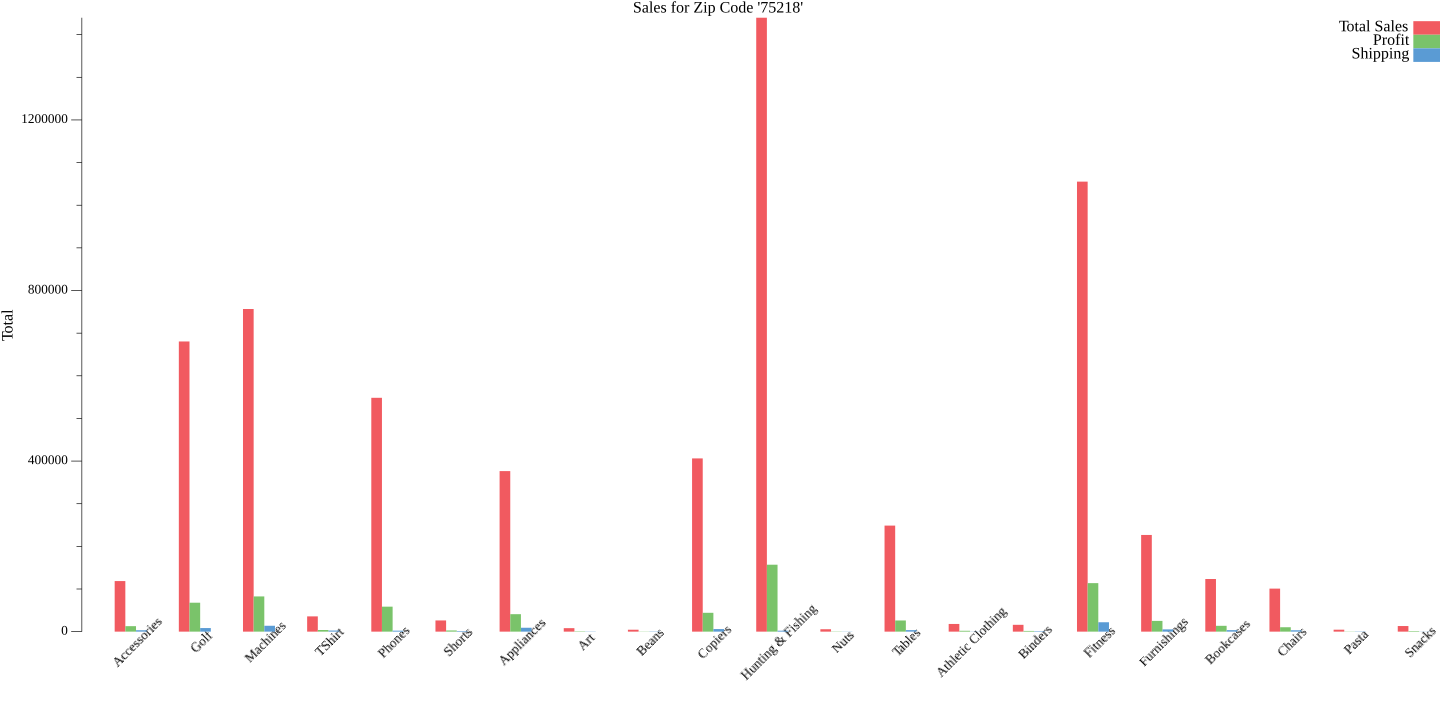 Sales for Zip Code '75218'
Total Sales
Profit
Shipping
Total
1200000
800000
400000
0
Accessories
Golf
Machines
TShirt
Phones
Shorts
Appliances
Art
Beans
Copiers
Hunting & Fishing
Nuts
Tables
Athletic Clothing
Binders
Fitness
Furnishings
Bookcases
Chairs
Pasta
Snacks